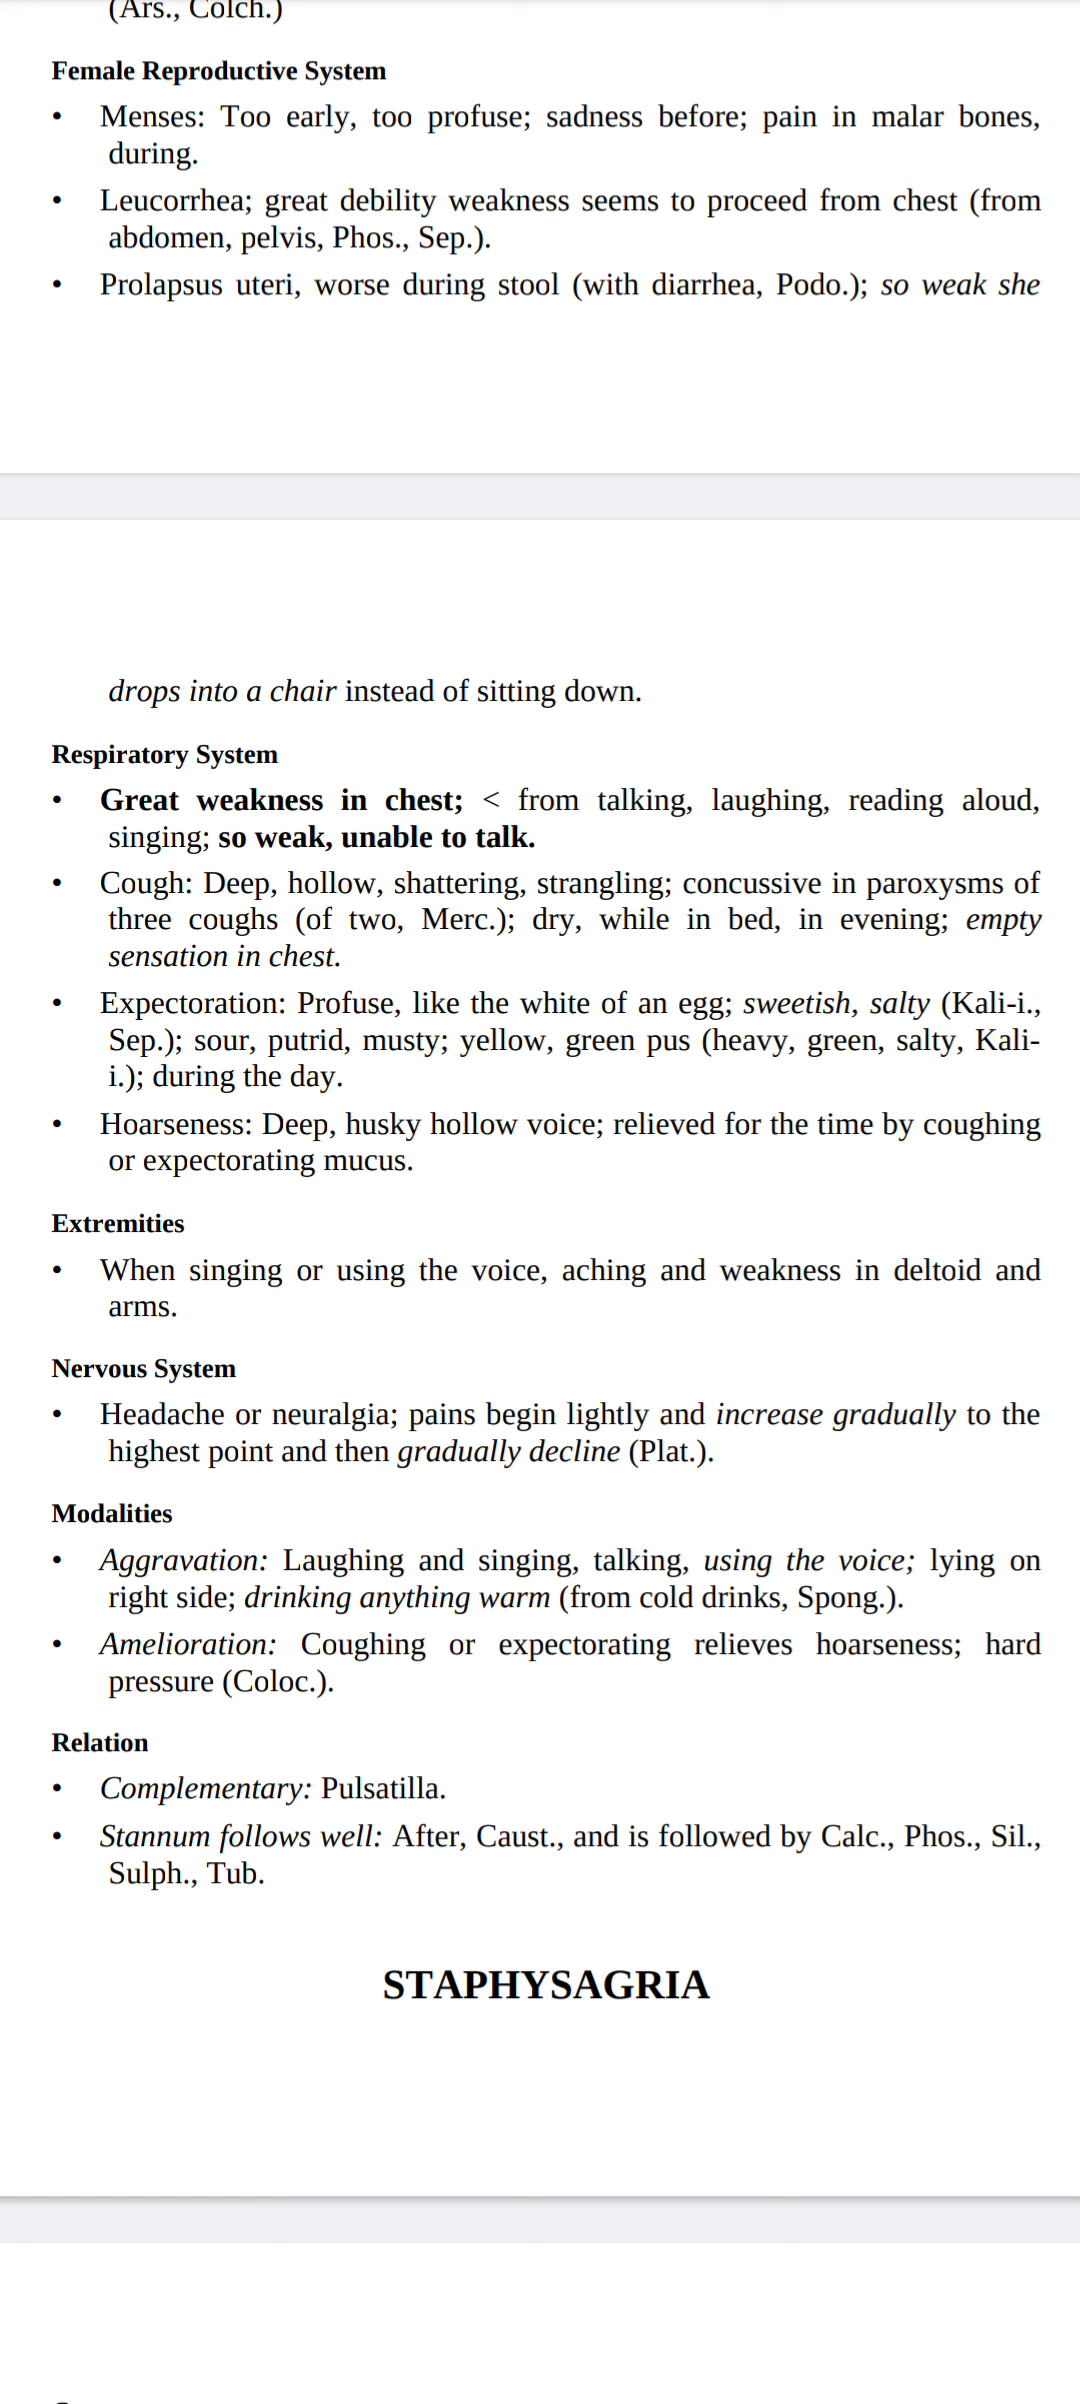 (Ars., Colch.)
Female Reproductive System
• Menses: Too early, too profuse; sadness before; pain in malar bones,
during.
• Leucorrhea; great debility weakness seems to proceed from chest (from
abdomen, pelvis, Phos., Sep.).
• Prolapsus uteri, worse during stool (with diarrhea, Podo.); so weak she
drops into a chair instead of sitting down.
Respiratory System
• Great weakness in chest; < from talking, laughing, reading aloud,
singing; so weak, unable to talk.
• Cough: Deep, hollow, shattering, strangling; concussive in paroxysms of
three coughs (of two, Merc.); dry, while in bed, in evening; empty
sensation in chest.
• Expectoration: Profuse, like the white of an egg; sweetish, salty (Kali-i.,
Sep.); sour, putrid, musty; yellow, green pus (heavy, green, salty, Kali-
i.); during the day.
• Hoarseness: Deep, husky hollow voice; relieved for the time by coughing
or expectorating mucus.
Extremities
• When singing or using the voice, aching and weakness in deltoid and
arms.
Nervous System
• Headache or neuralgia; pains begin lightly and increase gradually to the
highest point and then gradually decline (Plat.).
Modalities
• Aggravation: Laughing and singing, talking, using the voice; lying on
right side; drinking anything warm (from cold drinks, Spong.).
• Amelioration: Coughing or expectorating relieves hoarseness; hard
pressure (Coloc.).
Relation
• Complementary: Pulsatilla.
• Stannum follows well: After, Caust., and is followed by Calc., Phos., Sil.,
Sulph., Tub.
STAPHYSAGRIA